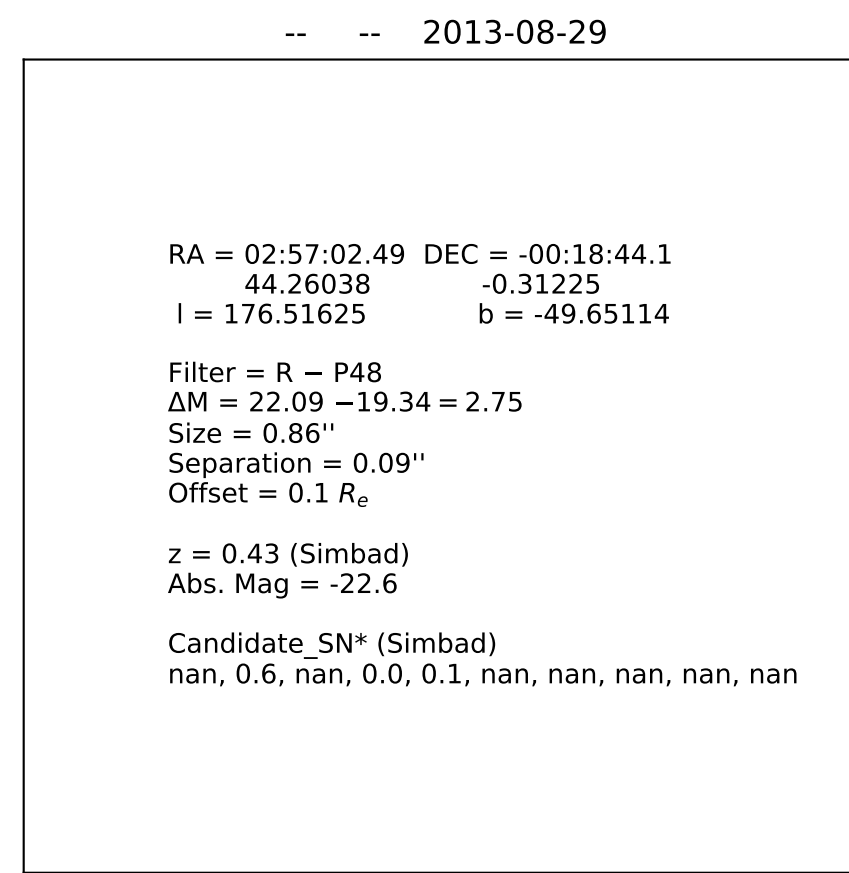 -- -- 2013-08-29
RA = 02:57:02.49 DEC = -00:18:44.1
44.26038 -0.31225
l = 176.51625 b = -49.65114
Filter = R − P48
ΔM = 22.09 −19.34 = 2.75
Size = 0.86''
Separation = 0.09''
Offset = 0.1 Rₑ
z = 0.43 (Simbad)
Abs. Mag = -22.6
Candidate_SN* (Simbad)
nan, 0.6, nan, 0.0, 0.1, nan, nan, nan, nan, nan